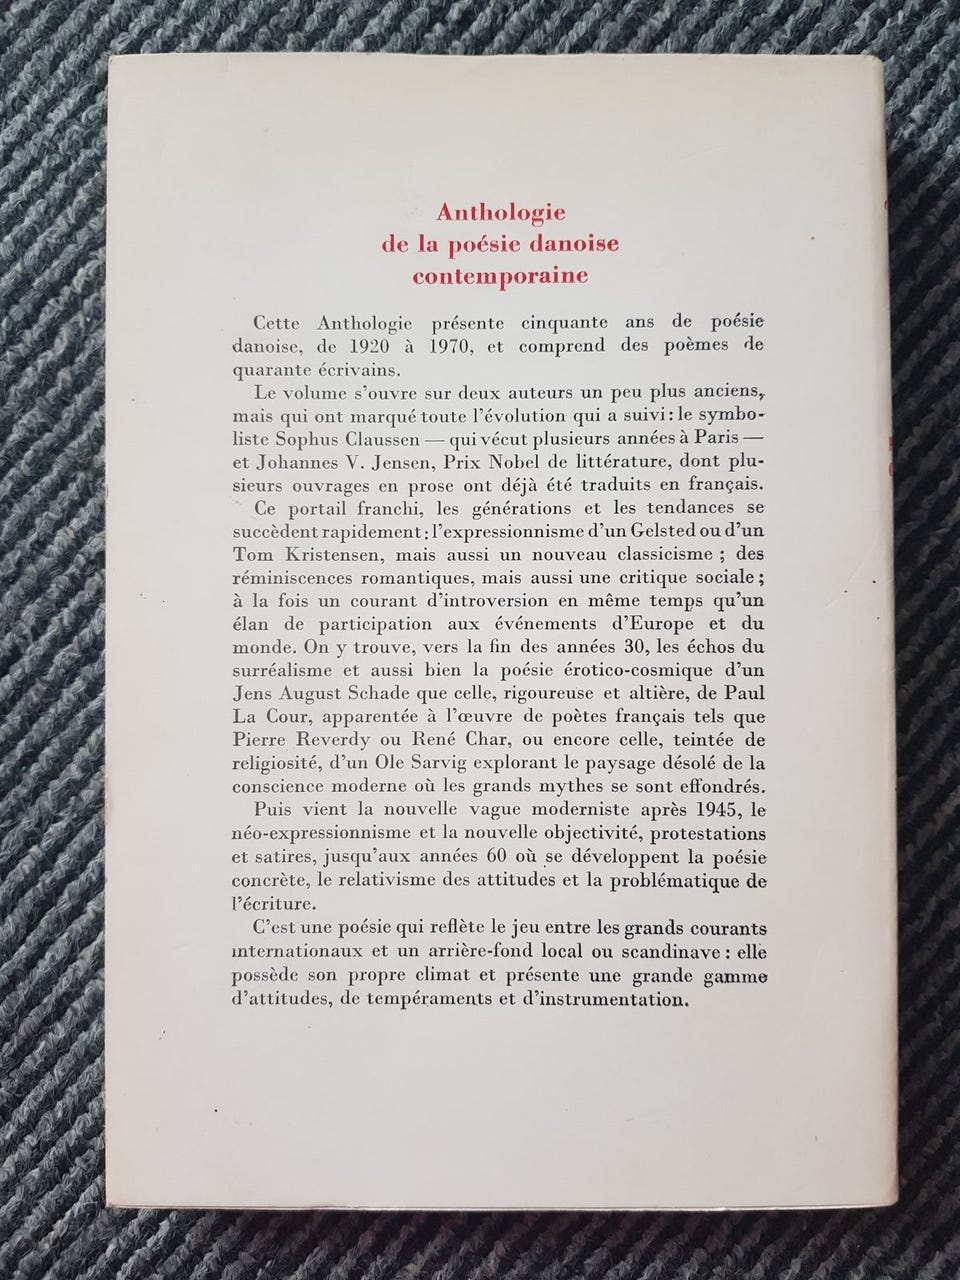 Anthologie
de la poésie danoise
contemporaine
Cette Anthologie présente cinquante ans de poésie
danoise, de 1920 à 1970, et comprend des poèmes de
quarante écrivains.
Le volume s'ouvre sur deux auteurs un peu plus anciens,
mais qui ont marqué toute l'évolution qui a suivi : le symbo-
liste Sophus Claussen — qui vécut plusieurs années à Paris —
et Johannes V. Jensen, Prix Nobel de littérature, dont plu-
sieurs ouvrages en prose ont déjà été traduits en français.
Ce portail franchi, les générations et les tendances se
succèdent rapidement : l'expressionnisme d'un Gelsted ou d'un
Tom Kristensen, mais aussi un nouveau classicisme ; des
réminiscences romantiques, mais aussi une critique sociale ;
à la fois un courant d'introversion en même temps qu'un
élan de participation aux événements d'Europe et du
monde. On y trouve, vers la fin des années 30, les échos du
surréalisme et aussi bien la poésie érotico-cosmique d'un
Jens August Schade que celle, rigoureuse et altière, de Paul
La Cour, apparentée à l'œuvre de poètes français tels que
Pierre Reverdy ou René Char, ou encore celle, teintée de
religiosité, d'un Ole Sarvig explorant le paysage désolé de la
conscience moderne où les grands mythes se sont effondrés.
Puis vient la nouvelle vague moderniste après 1945, le
néo-expressionnisme et la nouvelle objectivité, protestations
et satires, jusqu'aux années 60 où se développent la poésie
concrète, le relativisme des attitudes et la problématique de
l'écriture.
C'est une poésie qui reflète le jeu entre les grands courants
internationaux et un arrière-fond local ou scandinave : elle
possède son propre climat et présente une grande gamme
d'attitudes, de tempéraments et d'instrumentation.